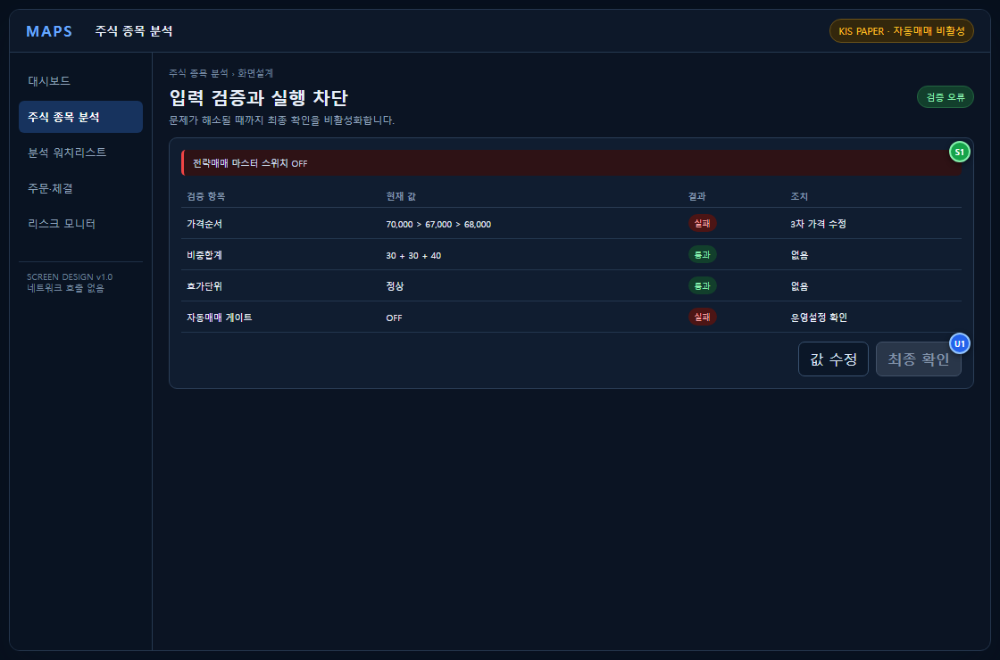 MAPS 주식 종목 분석 KIS PAPER · 자동매매 비활성
대시보드
주식 종목 분석
분석 워치리스트
주문·체결
리스크 모니터
SCREEN DESIGN v1.0
네트워크 호출 없음
주식 종목 분석 › 화면설계
입력 검증과 실행 차단
검증 오류
문제가 해소될 때까지 최종 확인을 비활성화합니다.
전략매매 마스터 스위치 OFF
S1
검증 항목 현재 값 결과 조치
가격순서 70,000 > 67,000 > 68,000 실패 3차 가격 수정
비중합계 30 + 30 + 40 통과 없음
호가단위 정상 통과 없음
자동매매 게이트 OFF 실패 운영설정 확인
U1
값 수정 최종 확인